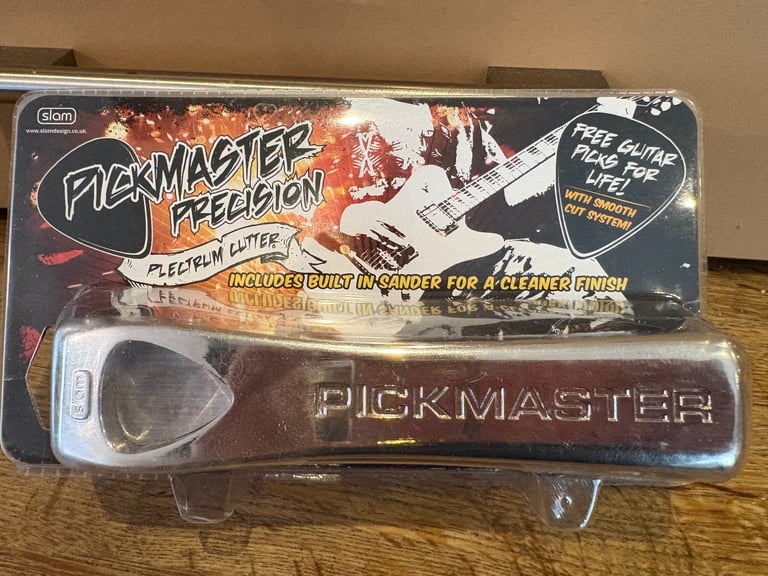 slam
www.slamdesign.co.uk
PICKMASTER
PRECISION
PLECTRUM CUTTER
FREE GUITAR
PICKS FOR
LIFE!
WITH SMOOTH
CUT SYSTEM!
INCLUDES BUILT IN SANDER FOR A CLEANER FINISH
slam
PICKMASTER